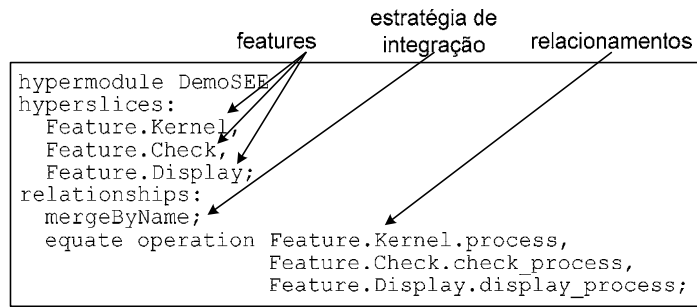 estratégia de
features integração relacionamentos
hypermodule DemoSEE
hyperslices:
Feature.Kernel,
Feature.Check,
Feature.Display;
relationships:
mergeByName;
equate operation Feature.Kernel.process,
Feature.Check.check_process,
Feature.Display.display_process;